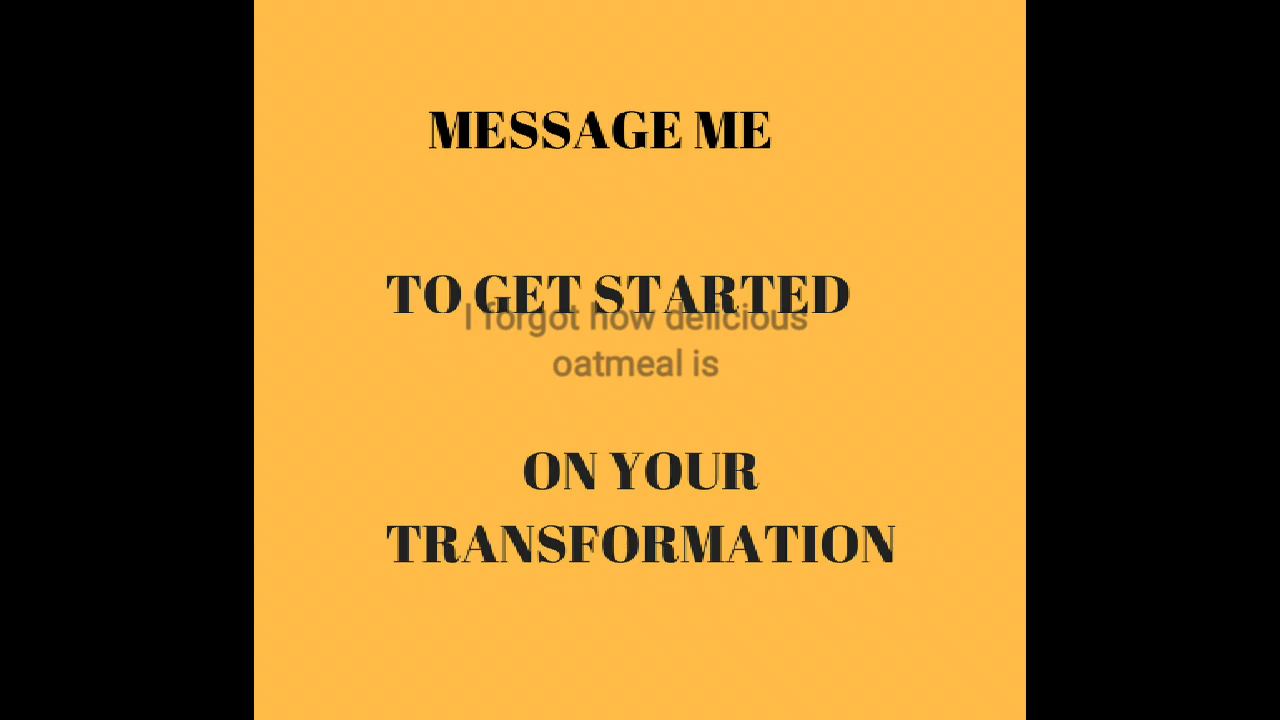 MESSAGE ME
TO GET STARTED
I forgot how delicious
oatmeal is
ON YOUR
TRANSFORMATION